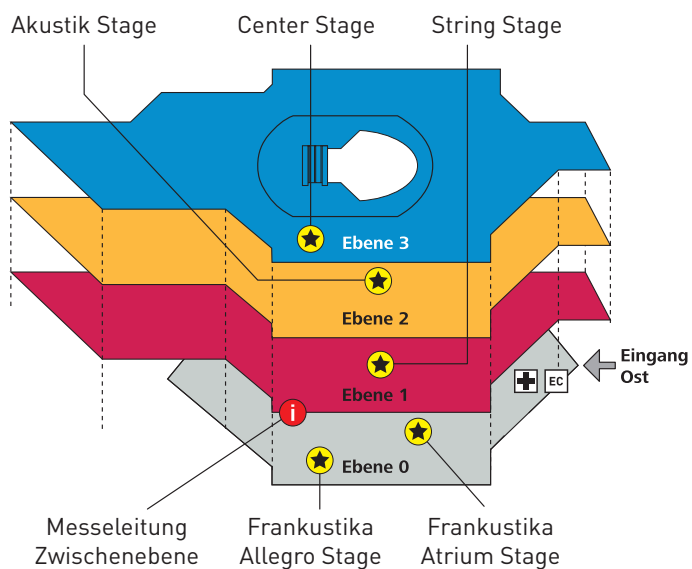 Akustik Stage
Center Stage
String Stage
Ebene 3
Ebene 2
Ebene 1
Eingang
Ost
EC
i
Ebene 0
Messeleitung
Zwischenebene
Frankustika
Allegro Stage
Frankustika
Atrium Stage